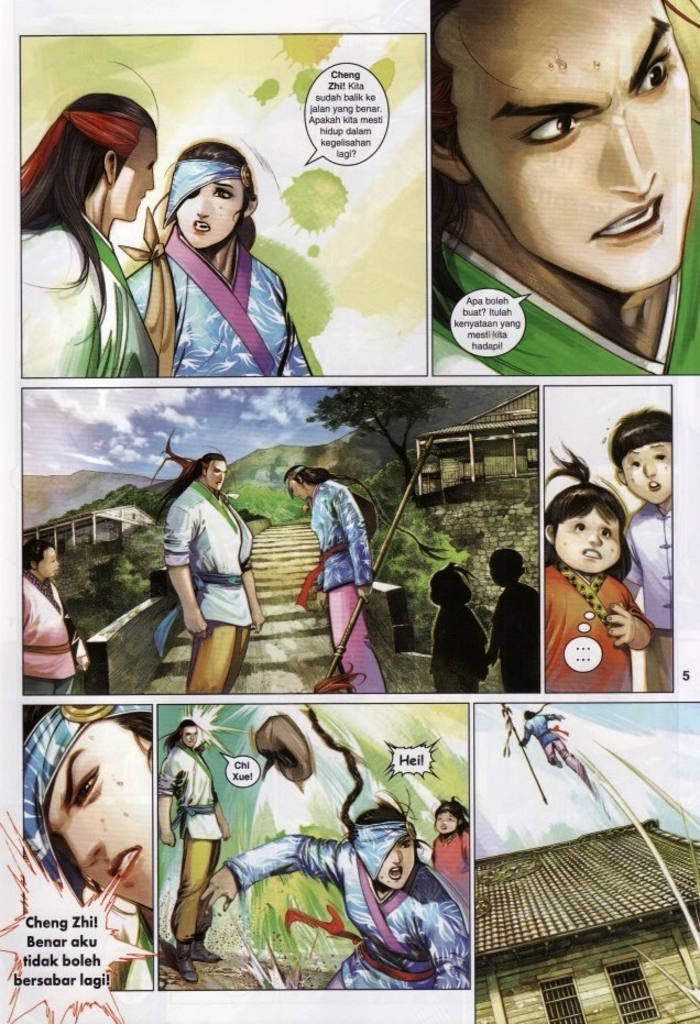 Cheng
Zhi! Kita
sudah balik ke
jalan yang benar.
Apakah kita mesti
hidup dalam
kegelisahan
lagi?
Apa boleh
buat? Itulah
kenyataan yang
mesti kita
hadapi!
...
...
5
Cheng Zhi!
Benar aku
tidak boleh
bersabar lagi!
Chi
Xue!
Hei!